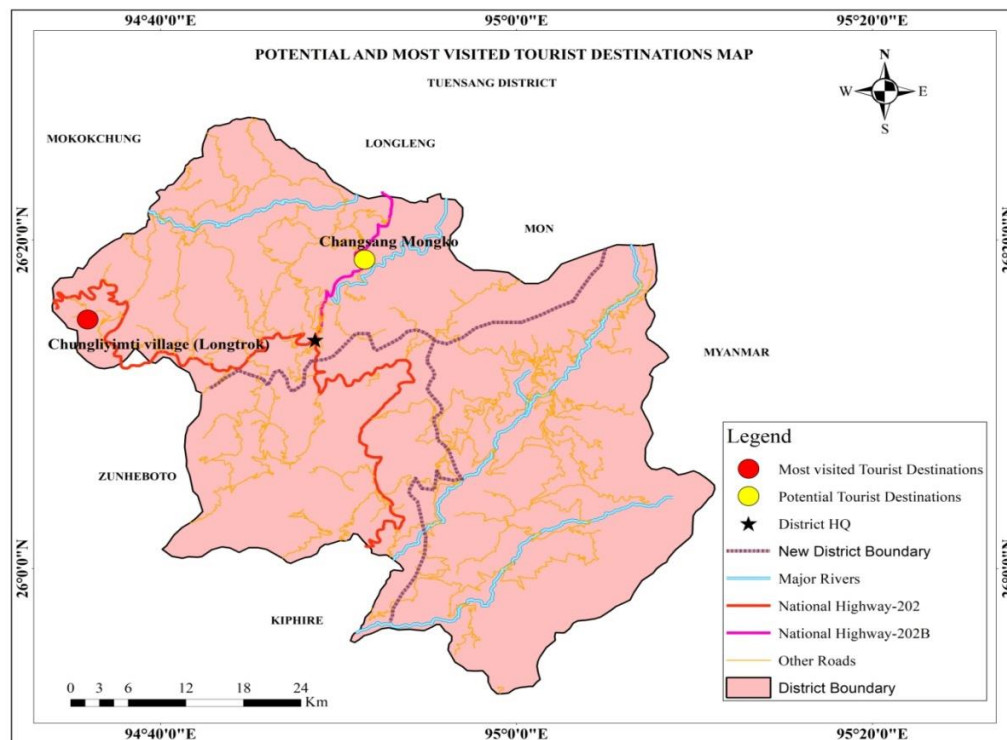 94°40'0"E 95°0'0"E 95°20'0"E
POTENTIAL AND MOST VISITED TOURIST DESTINATIONS MAP
TUENSANG DISTRICT
N
W E
S
MOKOKCHUNG
LONGLENG
MON
26°20'0"N
Changsang Mongko
Chungliyimti village (Longtrok)
MYANMAR
ZUNHEBOTO
KIPHIRE
26°0'0"N
26°0'0"N
Legend
Most visited Tourist Destinations
Potential Tourist Destinations
District HQ
New District Boundary
Major Rivers
National Highway-202
National Highway-202B
Other Roads
District Boundary
0 3 6 12 18 24
Km
94°40'0"E 95°0'0"E 95°20'0"E